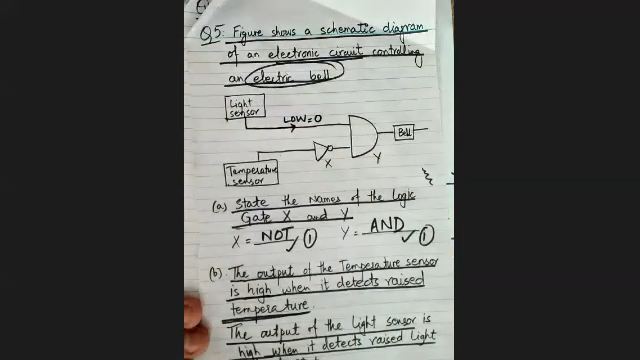 Q5: Figure shows a schematic diagram
of an electronic circuit controlling
an electric bell
Light
sensor
LOW=0
Bell
X
Y
Temperature
sensor
(a) State the Names of the Logic
Gate X and Y
X = NOT ✓ ① Y = AND ✓ ①
(b) The output of the Temperature sensor
is high when it detects raised
temperature.
The output of the Light sensor is
high when it detects raised Light